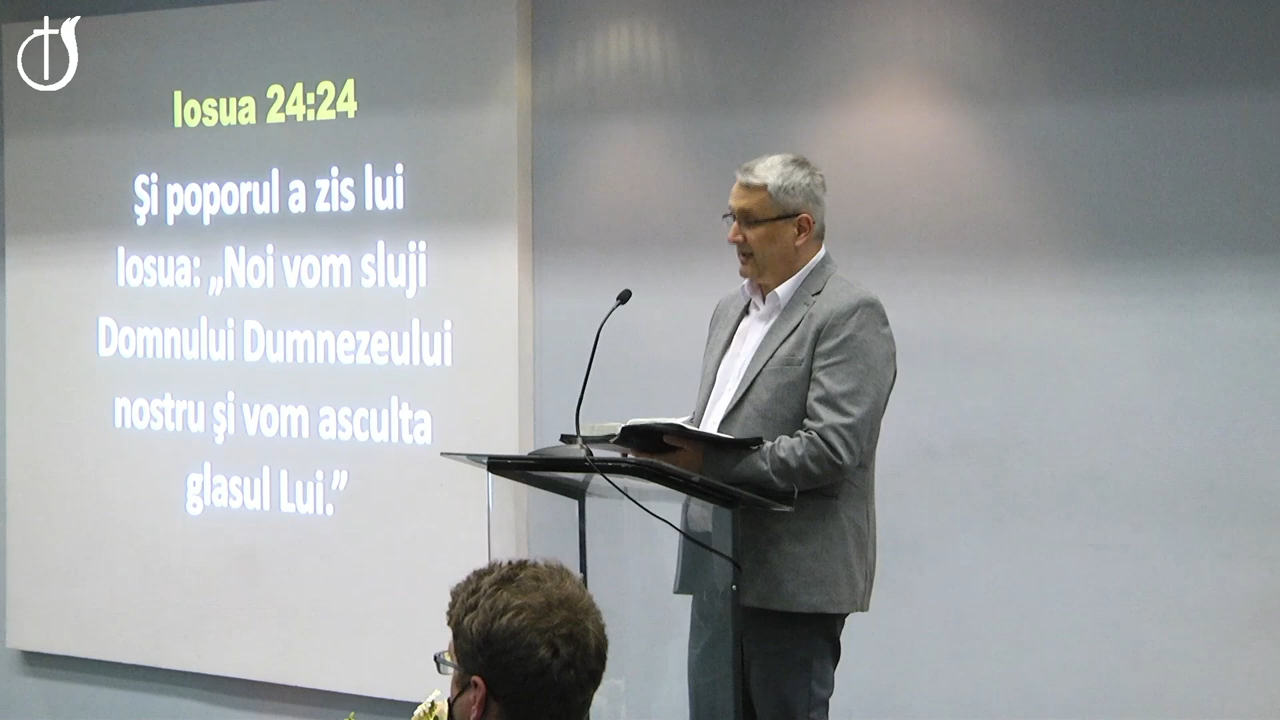 Iosua 24:24
Şi poporul a zis lui
Iosua: „Noi vom sluji
Domnului Dumnezeului
nostru şi vom asculta
glasul Lui.”